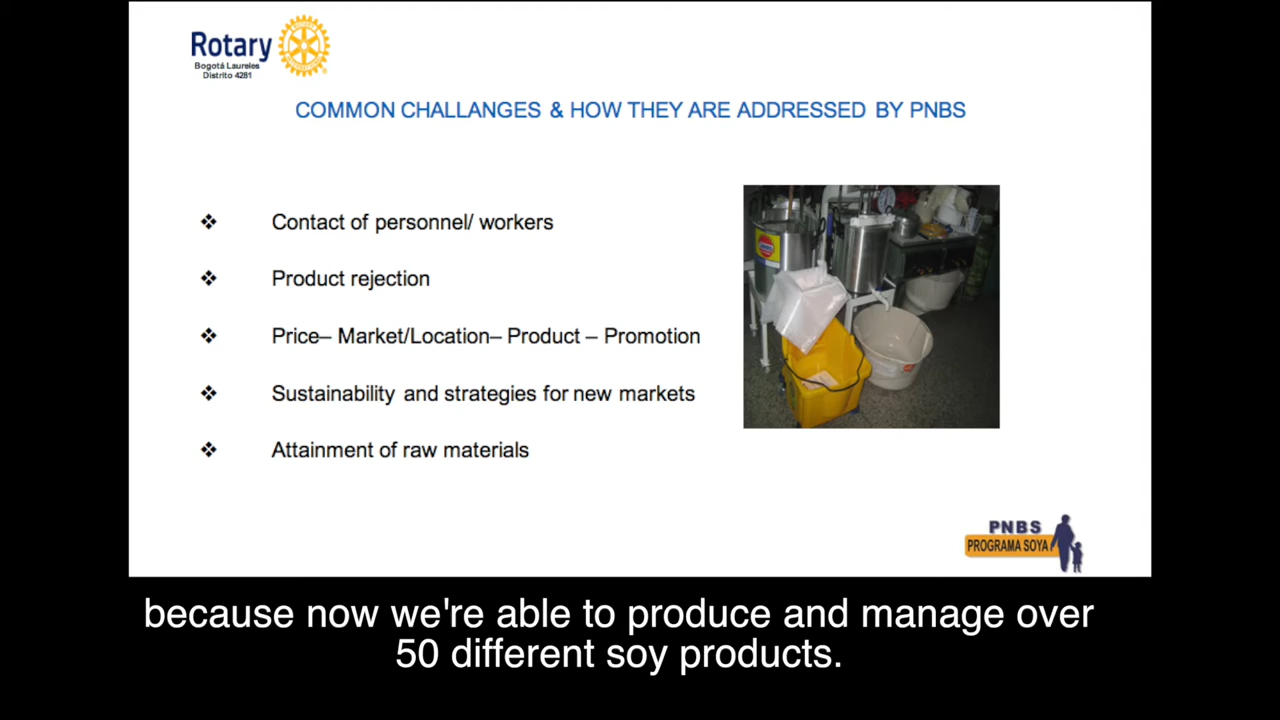 Rotary
Bogotá Laureles
Distrito 4281
COMMON CHALLANGES & HOW THEY ARE ADDRESSED BY PNBS
❖ Contact of personnel/ workers
❖ Product rejection
❖ Price– Market/Location– Product – Promotion
❖ Sustainability and strategies for new markets
❖ Attainment of raw materials
PNBS
PROGRAMA SOYA
because now we're able to produce and manage over
50 different soy products.